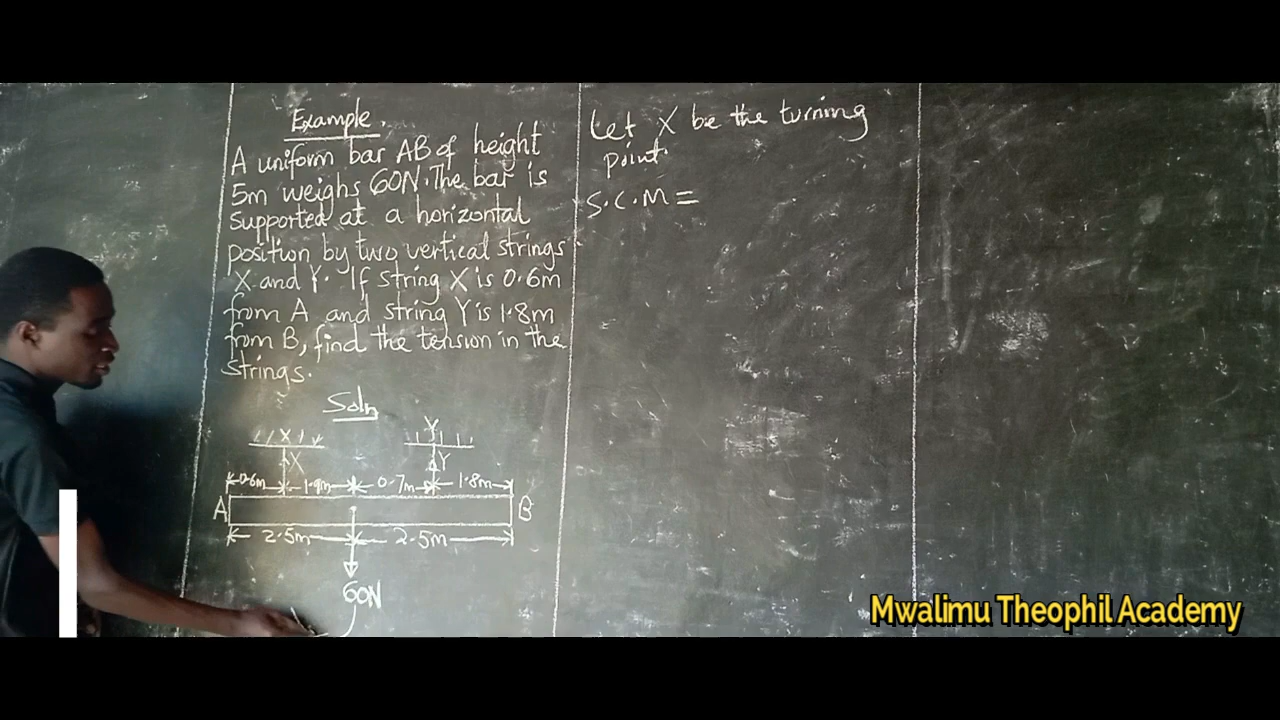 Example.
A uniform bar AB of height
5m weighs 60N. The bar is
supported at a horizontal
position by two vertical strings
X and Y. If string X is 0.6m
from A and string Y is 1.8m
from B, find the tension in the
strings.
Soln
X Y
X Y
0.6m 1.9m 0.7m 1.8m
A B
2.5m 2.5m
60N
Let X be the turning
point.
S.C.M =
Mwalimu Theophil Academy